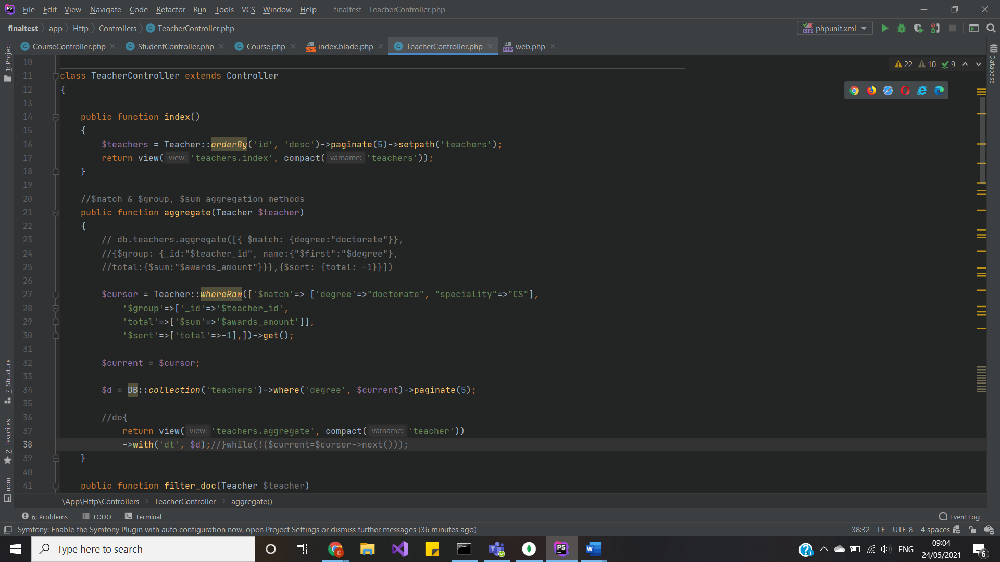 File Edit View Navigate Code Refactor Run Tools VCS Window Help finaltest - TeacherController.php
finaltest app Http Controllers TeacherController.php phpunit.xml
CourseController.php StudentController.php Course.php index.blade.php TeacherController.php web.php
1: Project
7: Structure
2: Favorites
npm
Database
22 10 9
10
11 class TeacherController extends Controller
12 {
13
14 public function index()
15 {
16 $teachers = Teacher::orderBy('id', 'desc')->paginate(5)->setpath('teachers');
17 return view( view: 'teachers.index', compact( varname: 'teachers'));
18 }
19
20 //$match & $group, $sum aggregation methods
21 public function aggregate(Teacher $teacher)
22 {
23 // db.teachers.aggregate([{ $match: {degree:"doctorate"}},
24 //{$group: {_id:"$teacher_id", name:{"$first":"$degree"},
25 //total:{$sum:"$awards_amount"}}},{$sort: {total: -1}}])
26
27 $cursor = Teacher::whereRaw(['$match'=> ['degree'=>"doctorate", "speciality"=>"CS"],
28 '$group'=>['_id'=>'$teacher_id',
29 'total'=>['$sum'=>'$awards_amount']],
30 '$sort'=>['total'=>-1],])->get();
31
32 $current = $cursor;
33
34 $d = DB::collection('teachers')->where('degree', $current)->paginate(5);
35
36 //do{
37 return view( view: 'teachers.aggregate', compact( varname: 'teacher'))
38 ->with('dt', $d);//}while(!($current=$cursor->next()));
39 }
40
41 public function filter_doc(Teacher $teacher)
\App\Http\Controllers TeacherController aggregate()
6: Problems TODO Terminal Event Log
Symfony: Enable the Symfony Plugin with auto configuration now, open Project Settings or dismiss further messages (36 minutes ago) 38:32 LF UTF-8 4 spaces
Type here to search ENG 09:04
24/05/2021 6